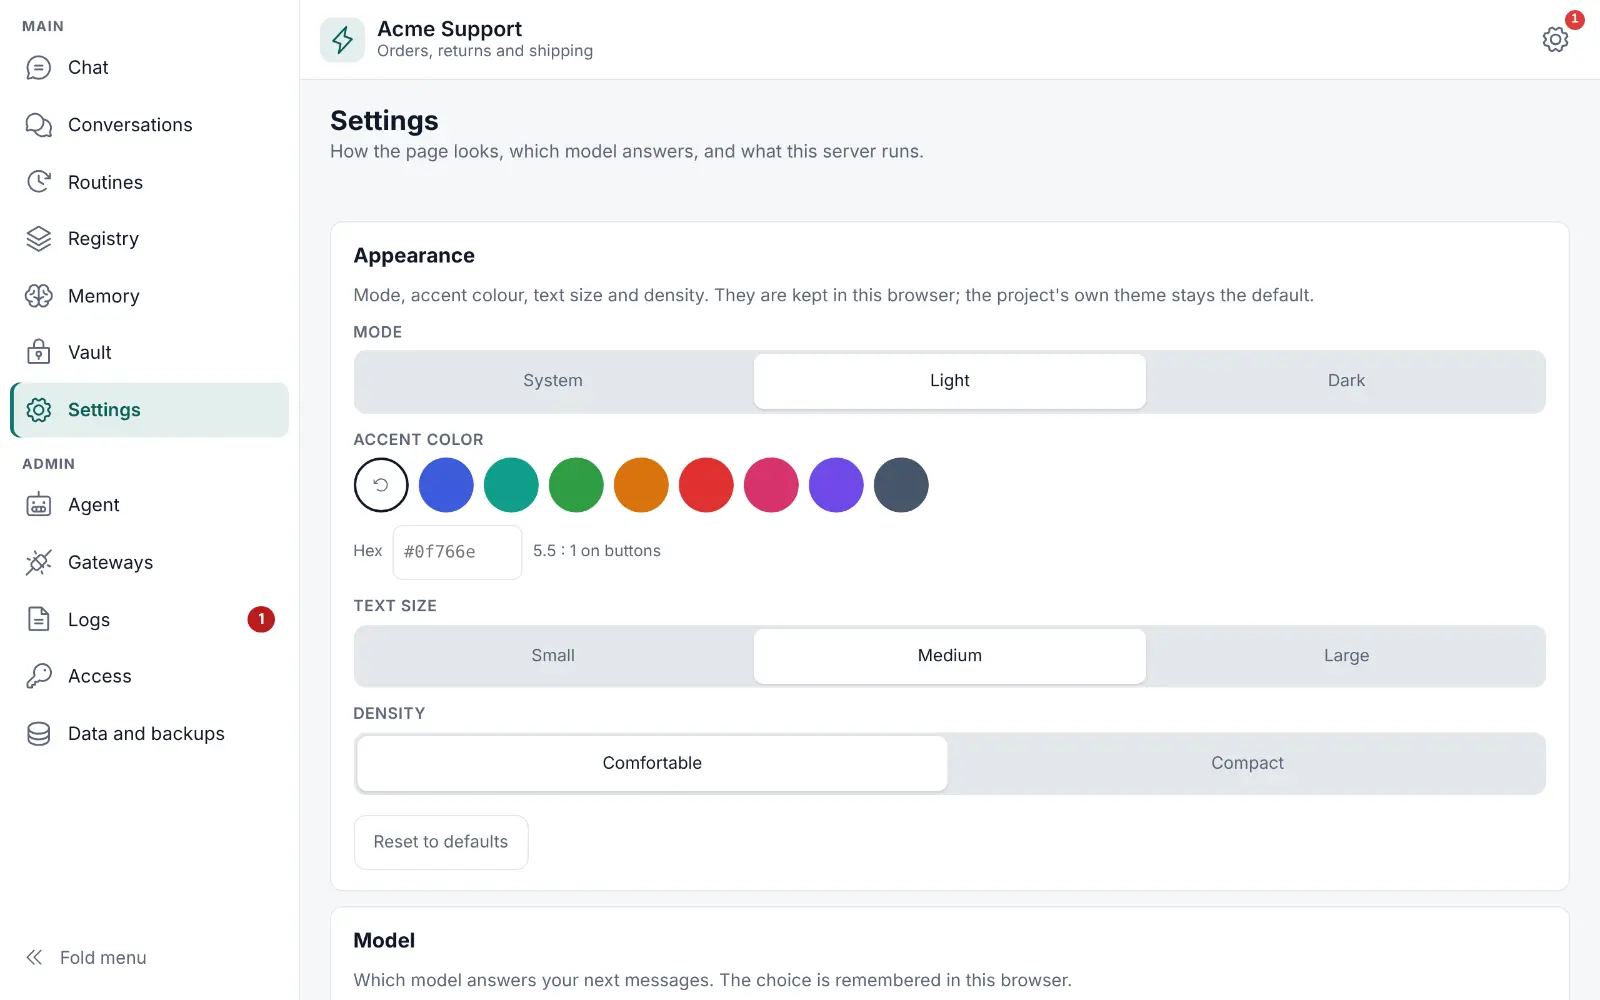 MAIN
Chat
Conversations
Routines
Registry
Memory
Vault
Settings
ADMIN
Agent
Gateways
Logs
1
Access
Data and backups
Fold menu
Acme Support
Orders, returns and shipping
1
Settings
How the page looks, which model answers, and what this server runs.
Appearance
Mode, accent colour, text size and density. They are kept in this browser; the project's own theme stays the default.
MODE
System
Light
Dark
ACCENT COLOR
Hex
#0f766e
5.5 : 1 on buttons
TEXT SIZE
Small
Medium
Large
DENSITY
Comfortable
Compact
Reset to defaults
Model
Which model answers your next messages. The choice is remembered in this browser.